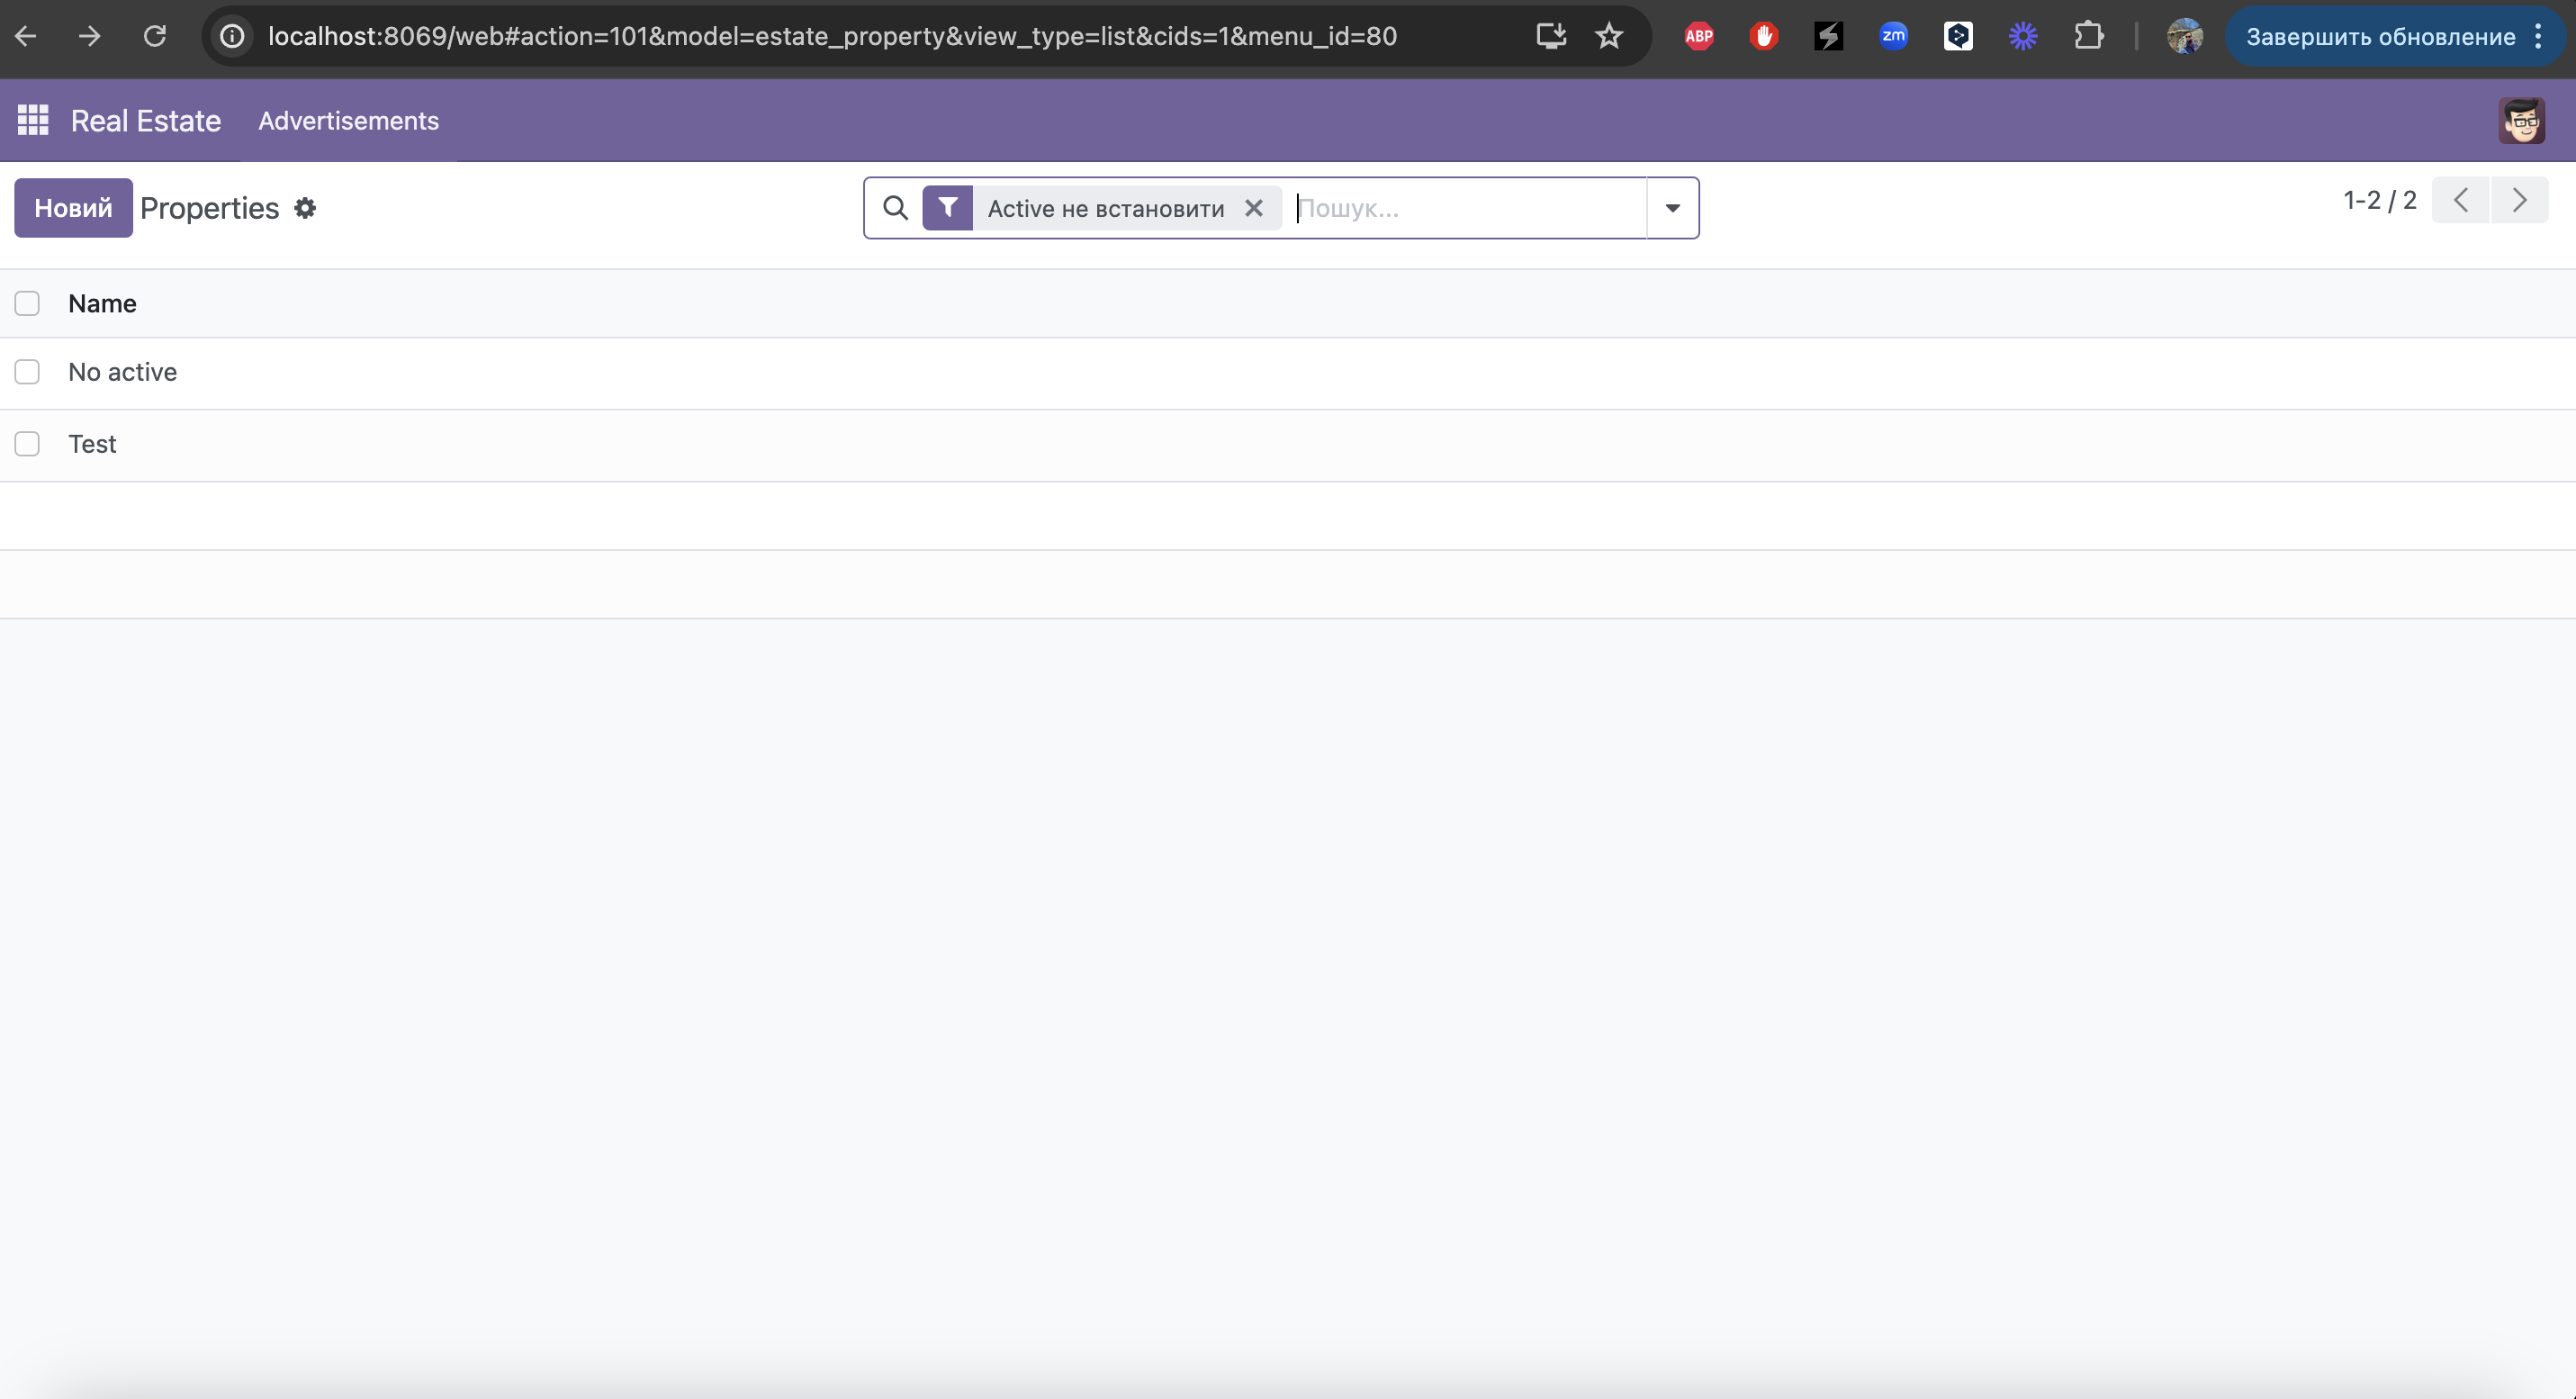 localhost:8069/web#action=101&model=estate_property&view_type=list&cids=1&menu_id=80
ABP
zm
Завершить обновление
Real Estate
Advertisements
Новий
Properties
Active не встановити
Пошук...
1-2 / 2
Name
No active
Test